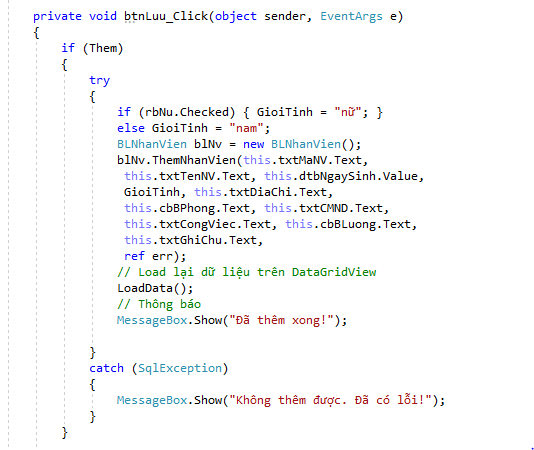 private void btnLuu_Click(object sender, EventArgs e)
{
if (Them)
{
try
{
if (rbNu.Checked) { GioiTinh = "nữ"; }
else GioiTinh = "nam";
BLNhanVien blNv = new BLNhanVien();
blNv.ThemNhanVien(this.txtMaNV.Text,
this.txtTenNV.Text, this.dtbNgaySinh.Value,
GioiTinh, this.txtDiaChi.Text,
this.cbBPhong.Text, this.txtCMND.Text,
this.txtCongViec.Text, this.cbBLuong.Text,
this.txtGhiChu.Text,
ref err);
// Load lại dữ liệu trên DataGridView
LoadData();
// Thông báo
MessageBox.Show("Đã thêm xong!");
}
catch (SqlException)
{
MessageBox.Show("Không thêm được. Đã có lỗi!");
}
}
.